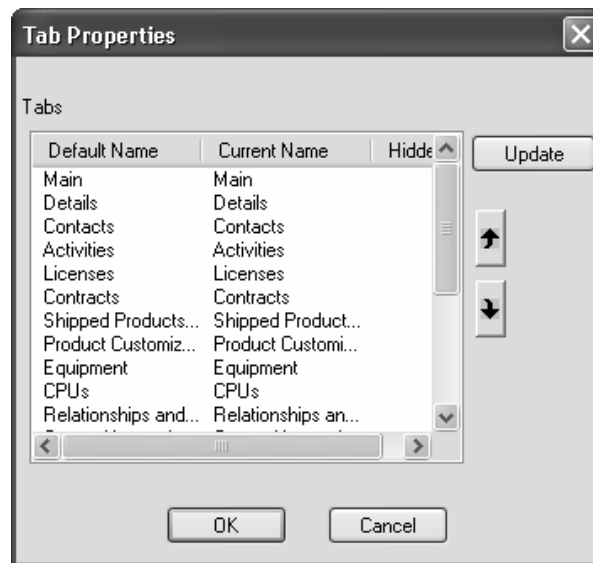 Tab Properties
Tabs
Default Name Current Name Hidde
Update
Main Main
Details Details
Contacts Contacts
Activities Activities
Licenses Licenses
Contracts Contracts
Shipped Products... Shipped Product...
Product Customiz... Product Customi...
Equipment Equipment
CPUs CPUs
Relationships and... Relationships an...
OK Cancel